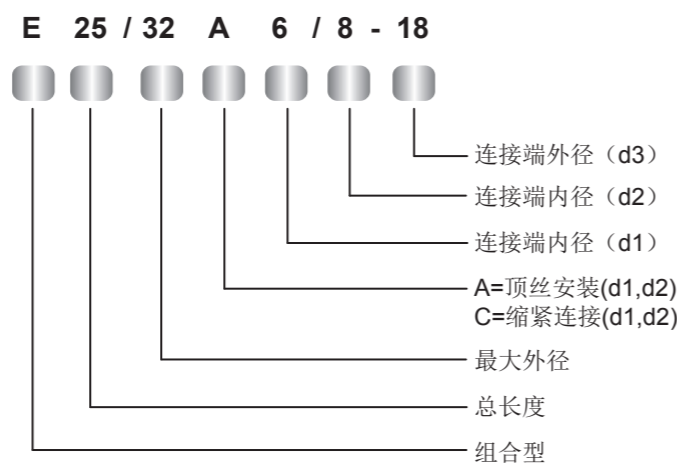 E 25 / 32 A 6 / 8 - 18
连接端外径（d3）
连接端内径（d2）
连接端内径（d1）
A=顶丝安装(d1,d2)
C=缩紧连接(d1,d2)
最大外径
总长度
组合型